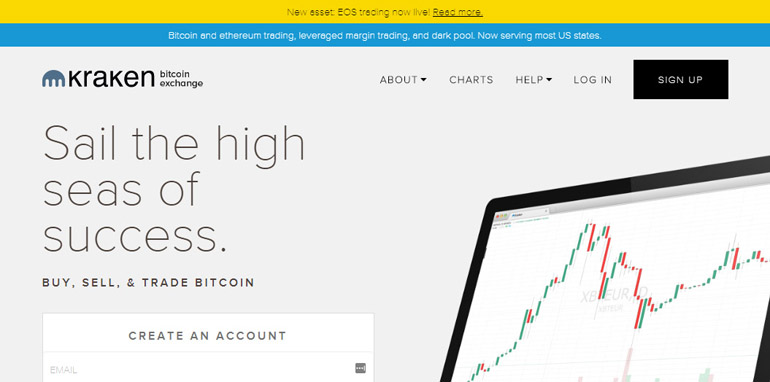 New asset: EOS trading now live! Read more.
Bitcoin and ethereum trading, leveraged margin trading, and dark pool. Now serving most US states.
kraken bitcoin exchange
ABOUT CHARTS HELP LOG IN SIGN UP
Sail the high
seas of
success.
BUY, SELL, & TRADE BITCOIN
CREATE AN ACCOUNT
EMAIL